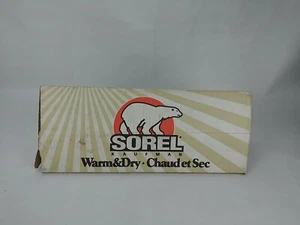 SOREL
KAUFMAN
Warm&Dry · Chaud et Sec